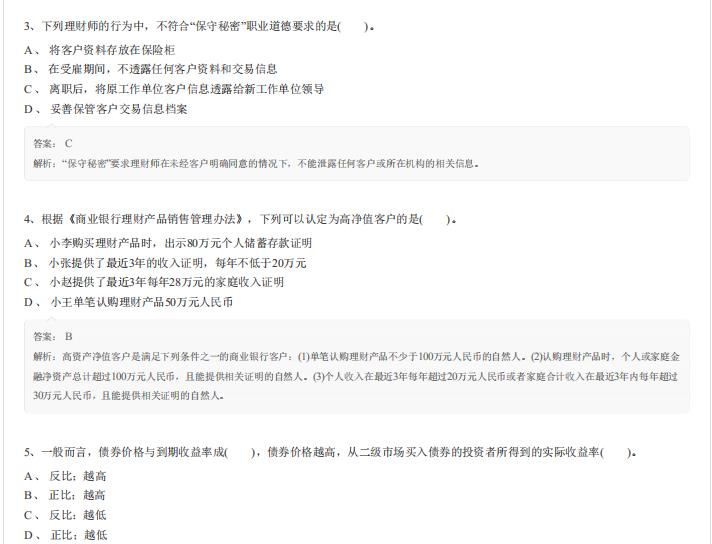 3、下列理财师的行为中，不符合“保守秘密”职业道德要求的是(　　)。
A 、 将客户资料存放在保险柜
B 、 在受雇期间，不透露任何客户资料和交易信息
C 、 离职后，将原工作单位客户信息透露给新工作单位领导
D 、 妥善保管客户交易信息档案
答案： C
解析：“保守秘密”要求理财师在未经客户明确同意的情况下，不能泄露任何客户或所在机构的相关信息。
4、根据《商业银行理财产品销售管理办法》，下列可以认定为高净值客户的是(　　)。
A 、 小李购买理财产品时，出示80万元个人储蓄存款证明
B 、 小张提供了最近3年的收入证明，每年不低于20万元
C 、 小赵提供了最近3年每年28万元的家庭收入证明
D 、 小王单笔认购理财产品50万元人民币
答案： B
解析：高资产净值客户是满足下列条件之一的商业银行客户：(1)单笔认购理财产品不少于100万元人民币的自然人。(2)认购理财产品时，个人或家庭金
融净资产总计超过100万元人民币，且能提供相关证明的自然人。(3)个人收入在最近3年每年超过20万元人民币或者家庭合计收入在最近3年内每年超过
30万元人民币，且能提供相关证明的自然人。
5、一般而言，债券价格与到期收益率成(　　)，债券价格越高，从二级市场买入债券的投资者所得到的实际收益率(　　)。
A 、 反比；越高
B 、 正比；越高
C 、 反比；越低
D 、 正比；越低